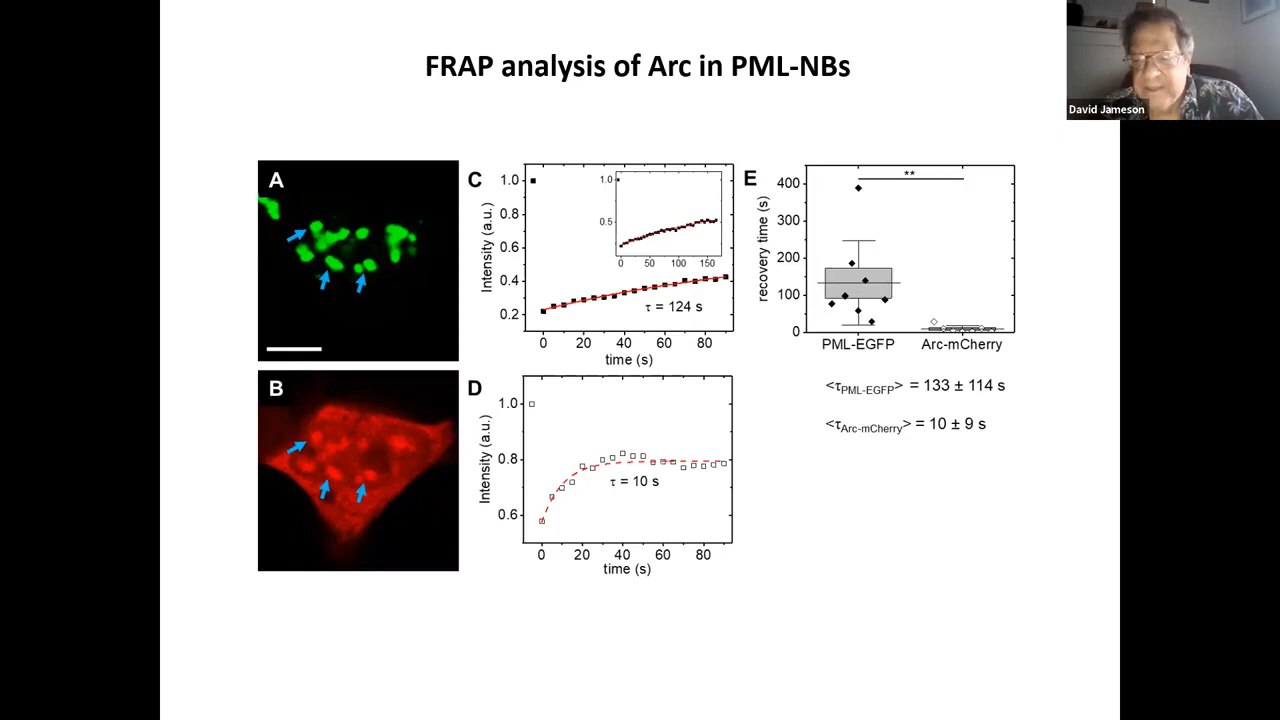 FRAP analysis of Arc in PML-NBs
David Jameson
A
B
C
1.0
0.8
0.6
0.4
0.2
Intensity (a.u.)
0 20 40 60 80
time (s)
τ = 124 s
1.0
0.5
0 50 100 150
D
1.0
0.8
0.6
Intensity (a.u.)
0 20 40 60 80
time (s)
τ = 10 s
E
400
300
200
100
0
recovery time (s)
**
PML-EGFP Arc-mCherry
<τPML-EGFP> = 133 ± 114 s
<τArc-mCherry> = 10 ± 9 s